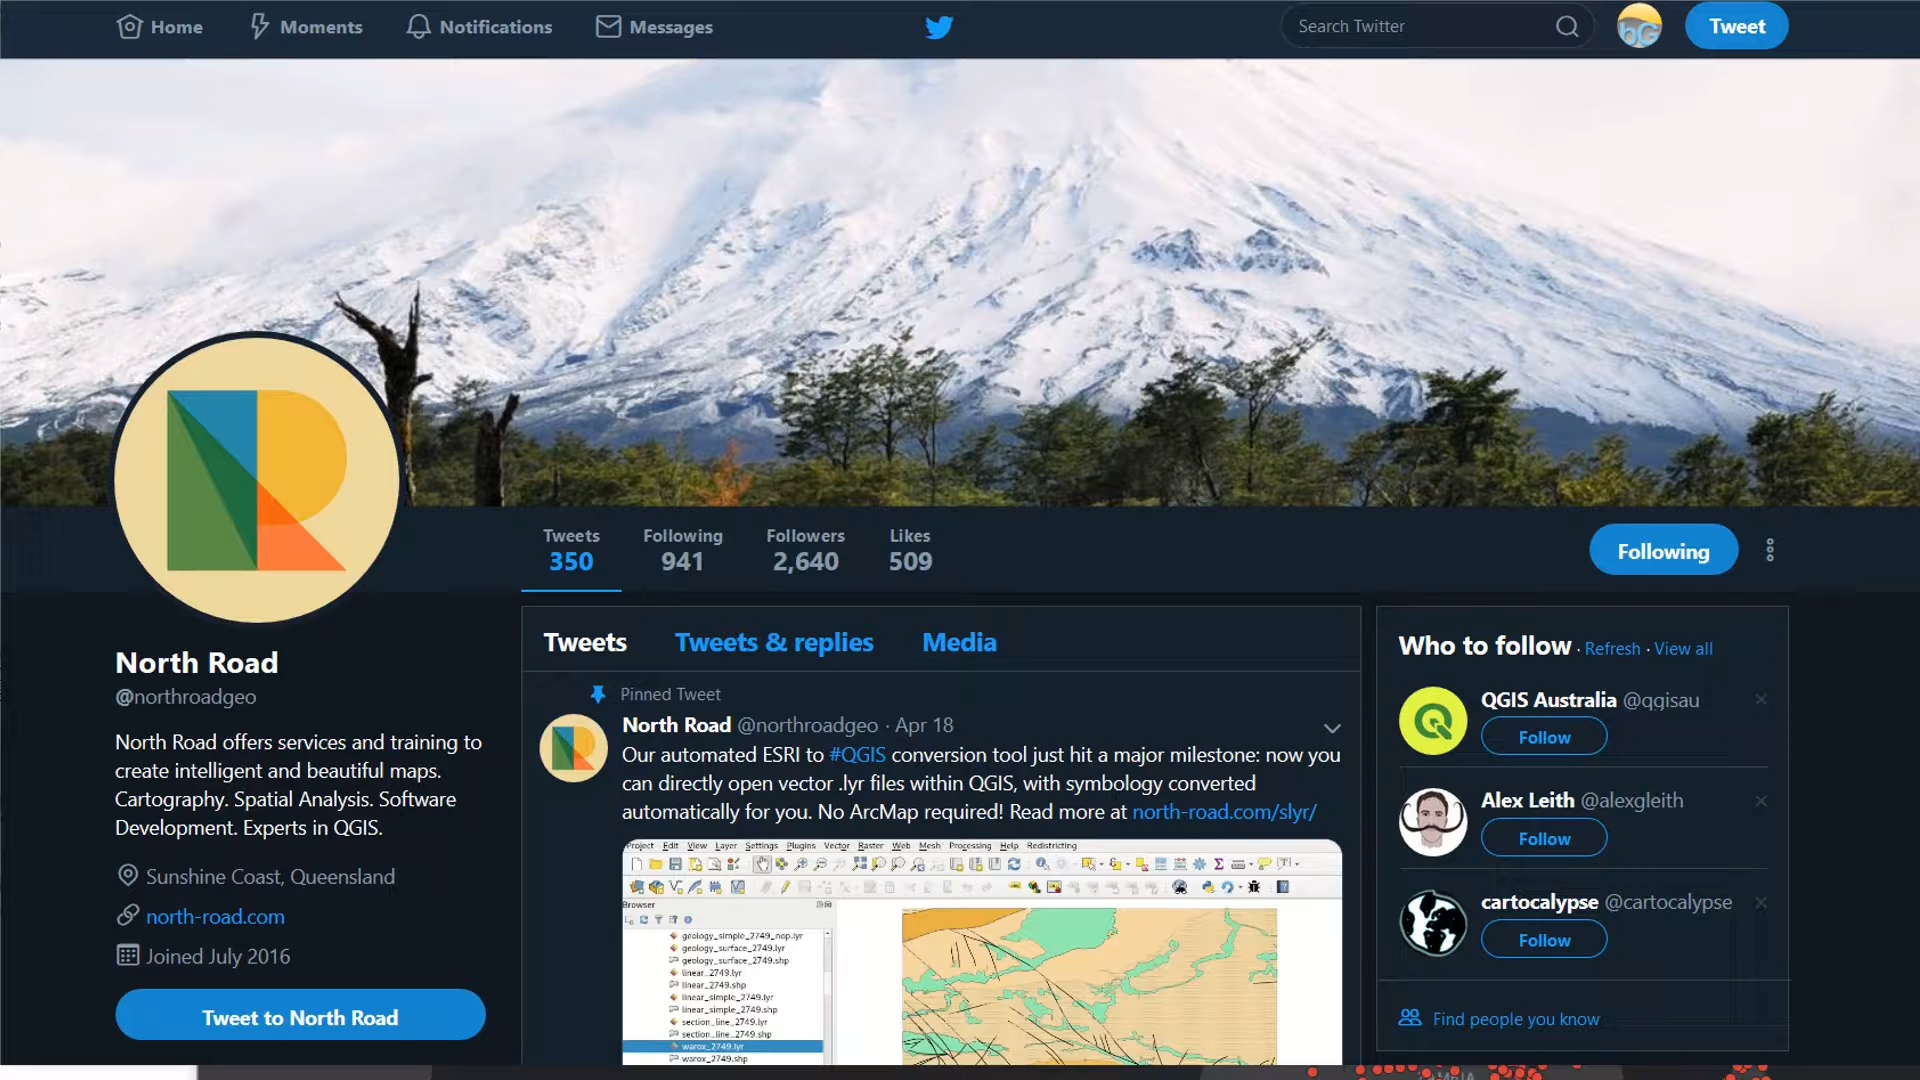 Home Moments Notifications Messages Search Twitter Tweet
Tweets Following Followers Likes
350 941 2,640 509
Following
North Road
@northroadgeo
North Road offers services and training to
create intelligent and beautiful maps.
Cartography. Spatial Analysis. Software
Development. Experts in QGIS.
Sunshine Coast, Queensland
north-road.com
Joined July 2016
Tweet to North Road
Tweets Tweets & replies Media
Pinned Tweet
North Road @northroadgeo · Apr 18
Our automated ESRI to #QGIS conversion tool just hit a major milestone: now you
can directly open vector .lyr files within QGIS, with symbology converted
automatically for you. No ArcMap required! Read more at north-road.com/slyr/
Project Edit View Layer Settings Plugins Vector Raster Web Mesh Processing Help Redistricting
Browser
geology_simple_2749_nop.lyr
geology_surface_2749.lyr
geology_surface_2749.shp
linear_2749.lyr
linear_2749.shp
linear_simple_2749.lyr
linear_simple_2749.shp
section_line_2749.lyr
section_line_2749.shp
warox_2749.lyr
warox_2749.shp
Who to follow · Refresh · View all
QGIS Australia @qgisau
Follow
Alex Leith @alexgleith
Follow
cartocalypse @cartocalypse
Follow
Find people you know